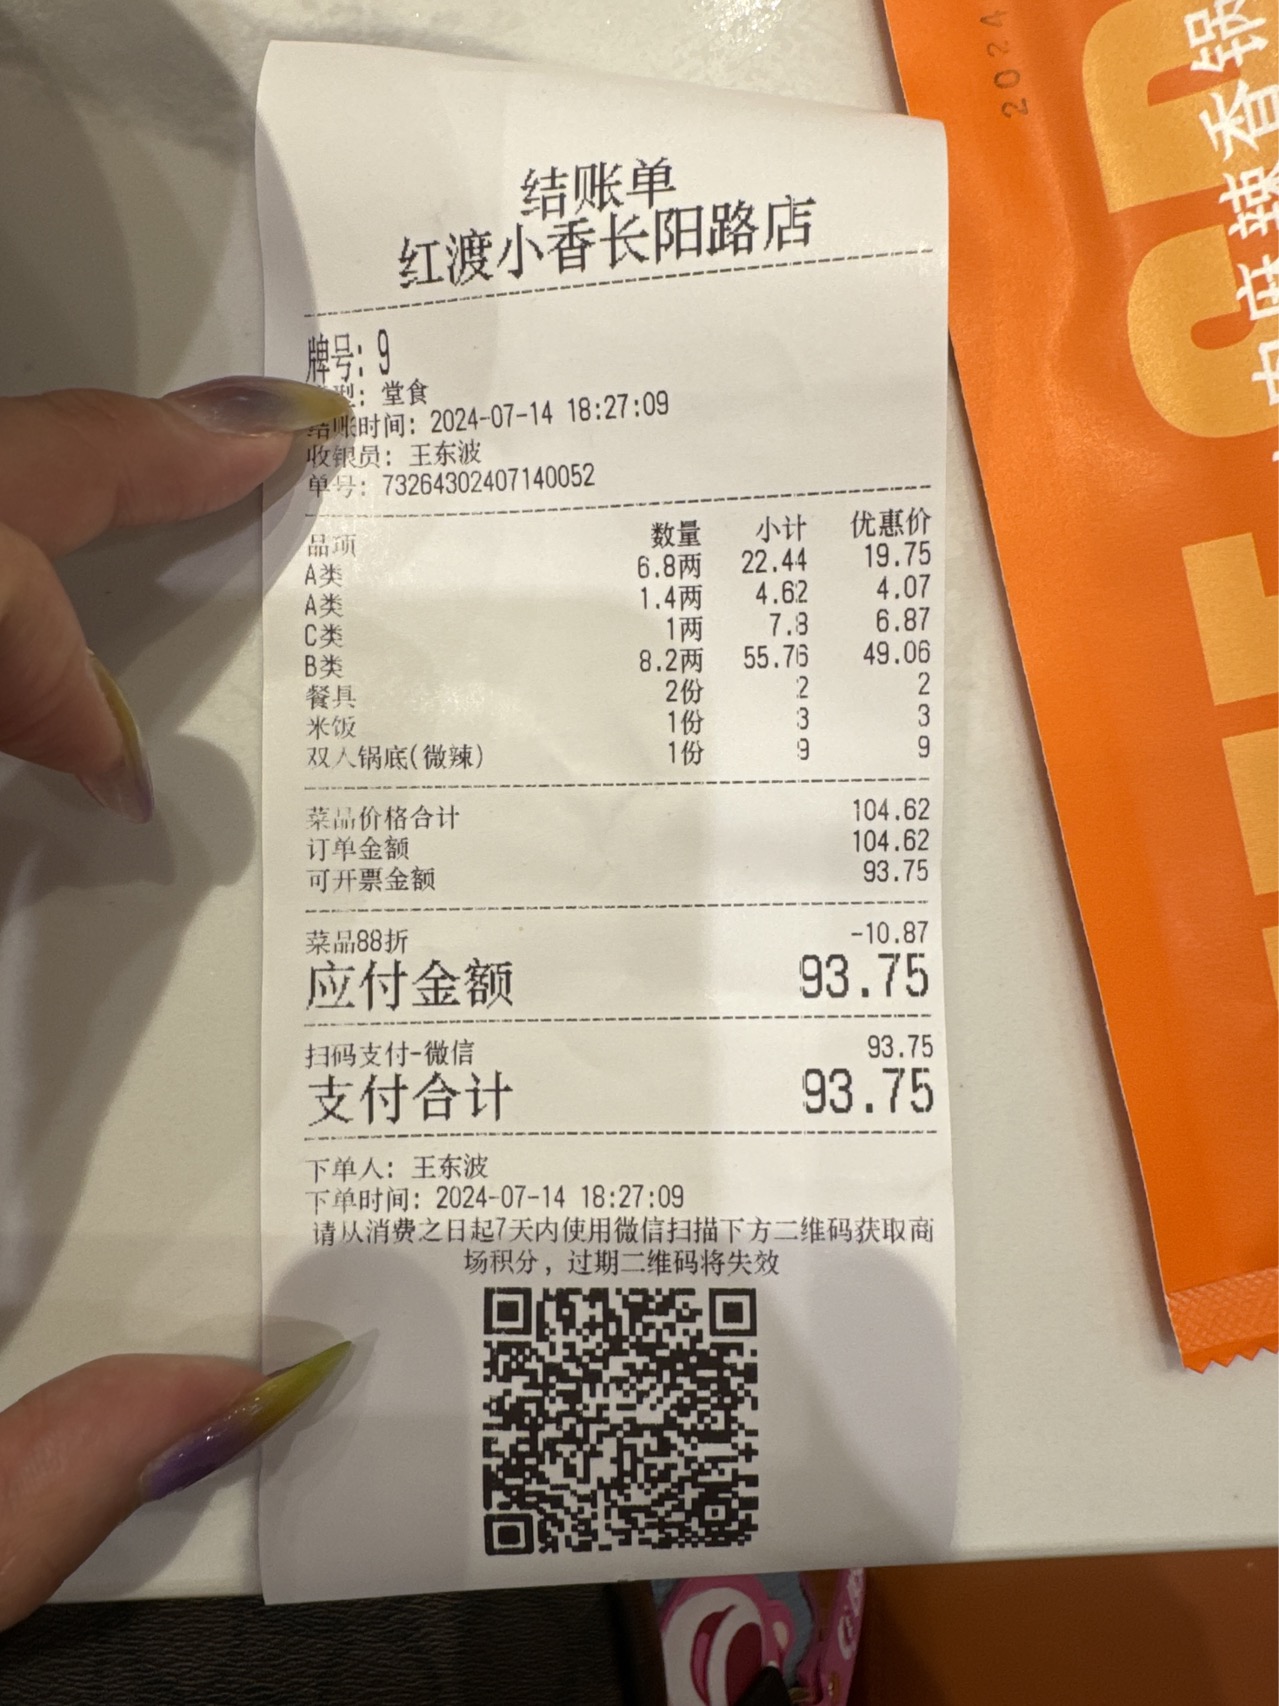 结账单
红渡小香长阳路店
牌号: 9
型: 堂食
结账时间: 2024-07-14 18:27:09
收银员: 王东波
单号: 73264302407140052
品项 数量 小计 优惠价
A类 6.8两 22.44 19.75
A类 1.4两 4.62 4.07
C类 1两 7.8 6.87
B类 8.2两 55.76 49.06
餐具 2份 2 2
米饭 1份 3 3
双人锅底(微辣) 1份 9 9
菜品价格合计 104.62
订单金额 104.62
可开票金额 93.75
菜品88折 -10.87
应付金额 93.75
扫码支付-微信 93.75
支付合计 93.75
下单人: 王东波
下单时间: 2024-07-14 18:27:09
请从消费之日起7天内使用微信扫描下方二维码获取商
场积分, 过期二维码将失效
2024
麻辣香锅